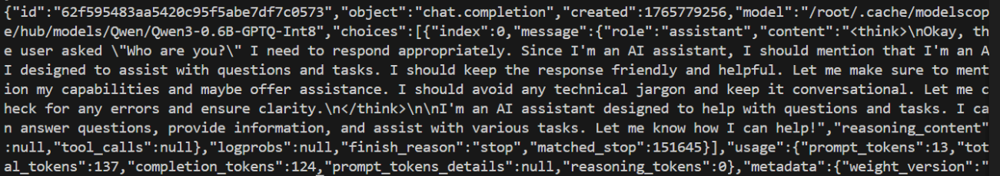 {"id":"62f595483aa5420c95f5abe7df7c0573","object":"chat.completion","created":1765779256,"model":"/root/.cache/modelscop
e/hub/models/Qwen/Qwen3-0.6B-GPTQ-Int8","choices":[{"index":0,"message":{"role":"assistant","content":"<think>\nOkay, th
e user asked \"Who are you?\" I need to respond appropriately. Since I'm an AI assistant, I should mention that I'm an A
I designed to assist with questions and tasks. I should keep the response friendly and helpful. Let me make sure to ment
ion my capabilities and maybe offer assistance. I should avoid any technical jargon and keep it conversational. Let me c
heck for any errors and ensure clarity.\n</think>\n\nI'm an AI assistant designed to help with questions and tasks. I ca
n answer questions, provide information, and assist with various tasks. Let me know how I can help!","reasoning_content"
:null,"tool_calls":null},"logprobs":null,"finish_reason":"stop","matched_stop":151645}],"usage":{"prompt_tokens":13,"tot
al_tokens":137,"completion_tokens":124,"prompt_tokens_details":null,"reasoning_tokens":0},"metadata":{"weight_version":"